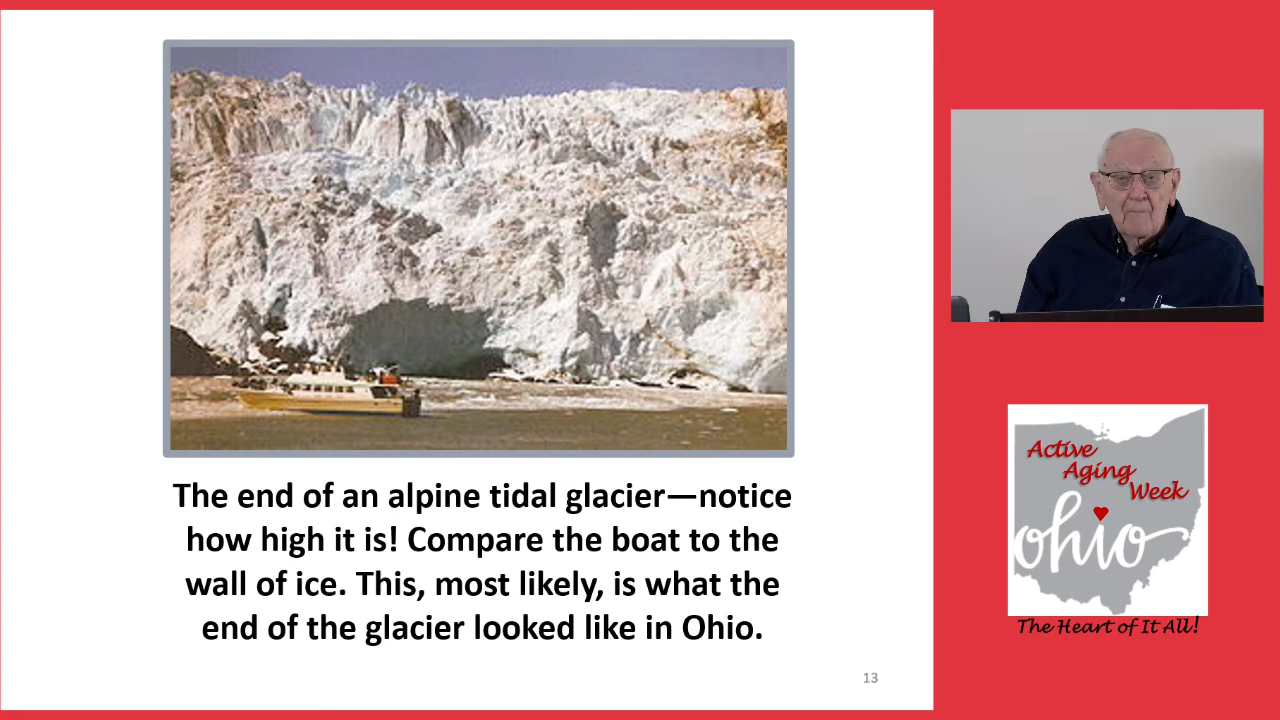 The end of an alpine tidal glacier—notice
how high it is! Compare the boat to the
wall of ice. This, most likely, is what the
end of the glacier looked like in Ohio.
13
Active
Aging
Week
ohio
The Heart of It All!